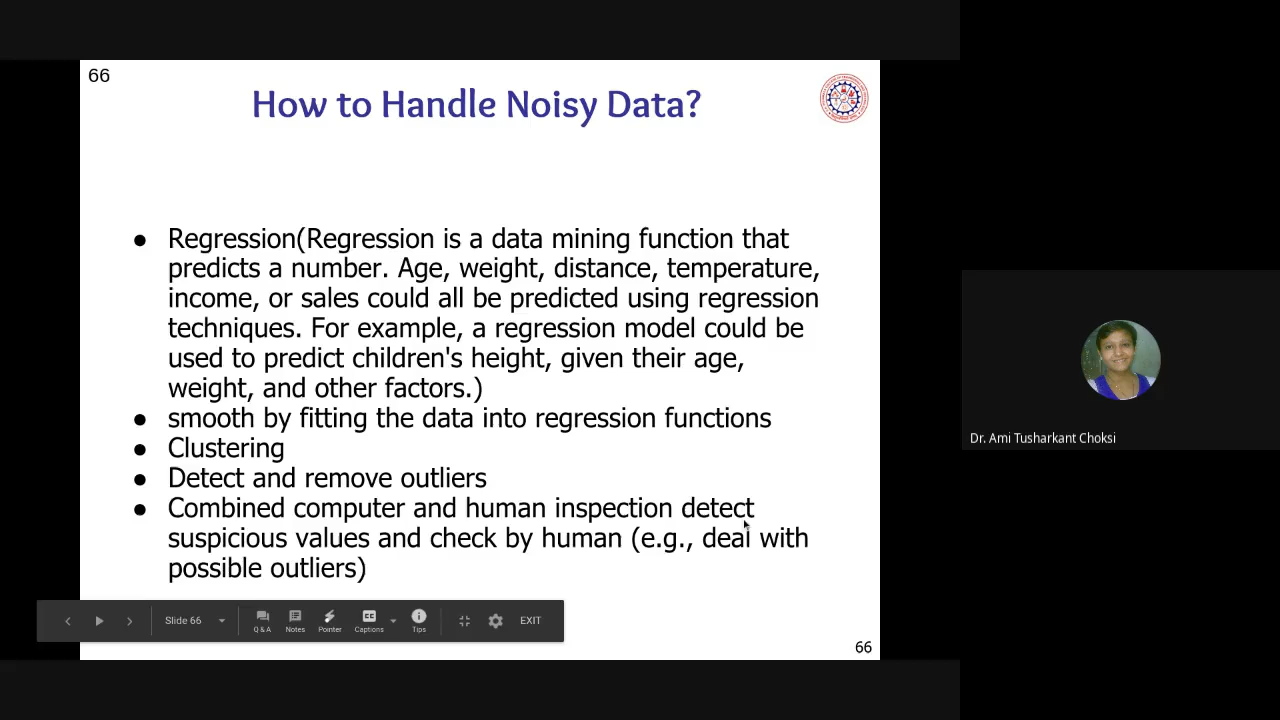 66
How to Handle Noisy Data?
● Regression(Regression is a data mining function that
predicts a number. Age, weight, distance, temperature,
income, or sales could all be predicted using regression
techniques. For example, a regression model could be
used to predict children's height, given their age,
weight, and other factors.)
● smooth by fitting the data into regression functions
● Clustering
● Detect and remove outliers
● Combined computer and human inspection detect
suspicious values and check by human (e.g., deal with
possible outliers)
Slide 66
Q & A
Notes
Pointer
CC
Captions
Tips
EXIT
66
Dr. Ami Tusharkant Choksi